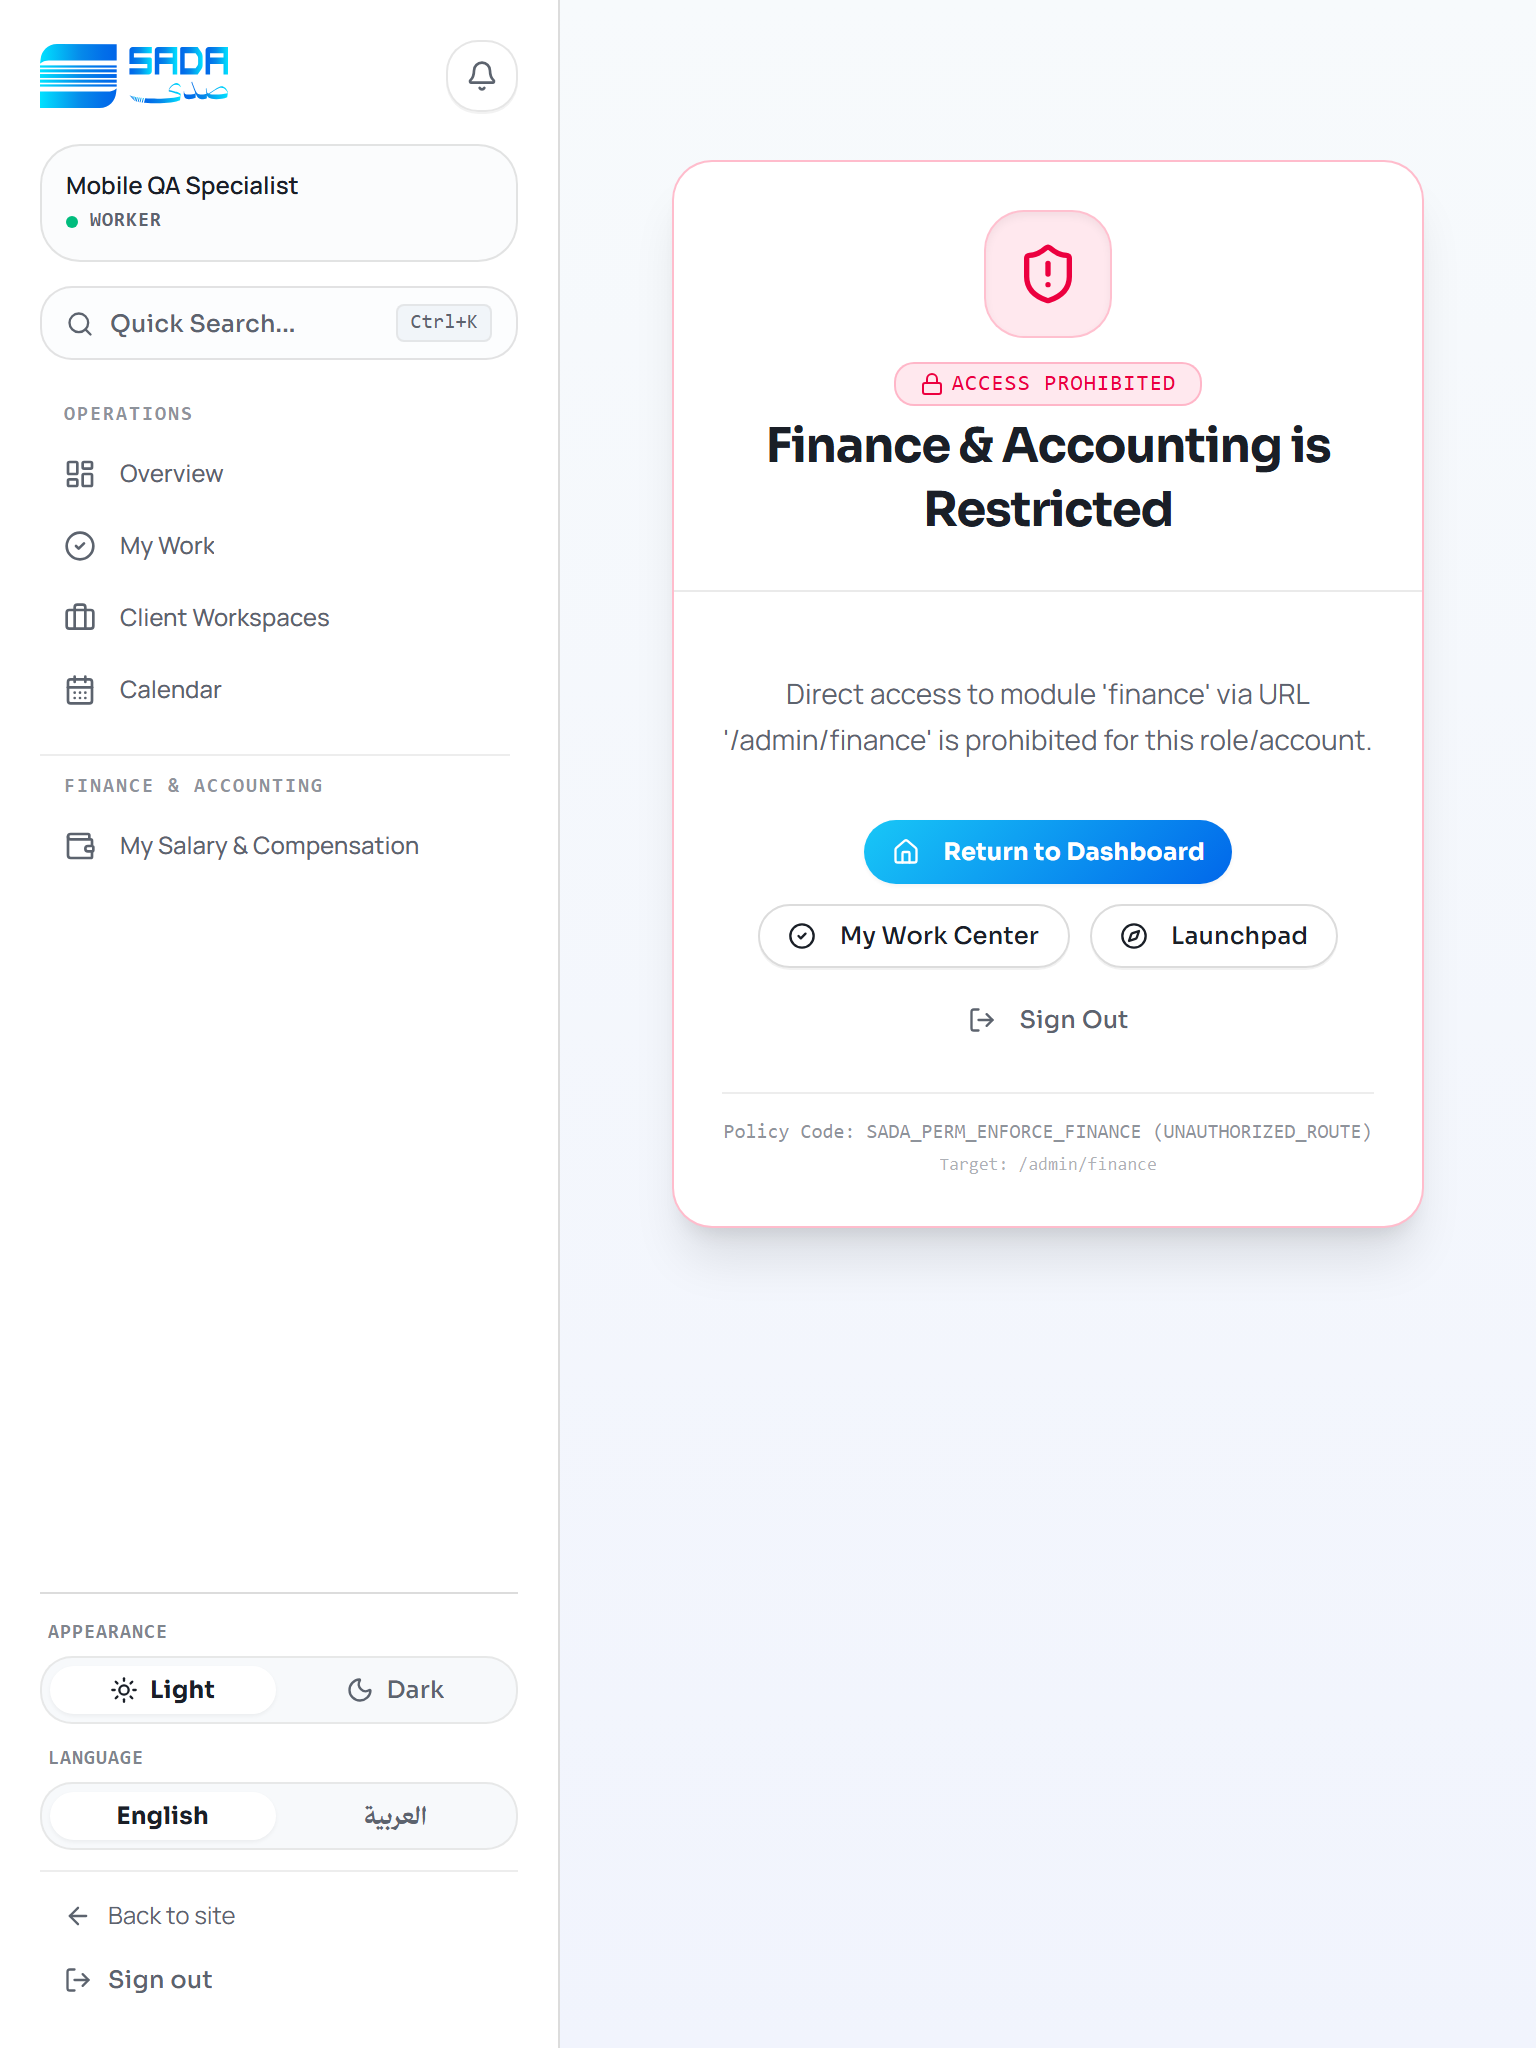 SADA
صدى
Mobile QA Specialist
WORKER
Quick Search...
Ctrl+K
OPERATIONS
Overview
My Work
Client Workspaces
Calendar
FINANCE & ACCOUNTING
My Salary & Compensation
APPEARANCE
Light
Dark
LANGUAGE
English
العربية
Back to site
Sign out
ACCESS PROHIBITED
Finance & Accounting is
Restricted
Direct access to module 'finance' via URL
'/admin/finance' is prohibited for this role/account.
Return to Dashboard
My Work Center
Launchpad
Sign Out
Policy Code: SADA_PERM_ENFORCE_FINANCE (UNAUTHORIZED_ROUTE)
Target: /admin/finance